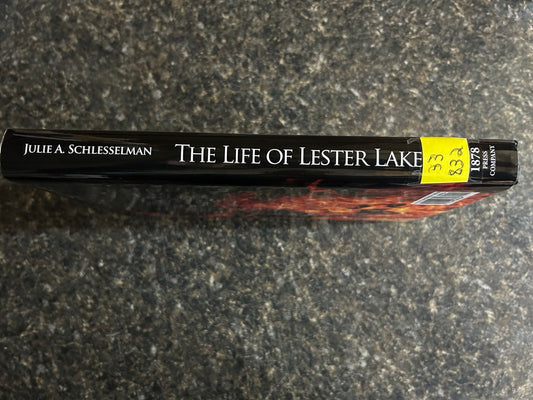 JULIE A. SCHLESSELMAN
THE LIFE OF LESTER LAKE
33
832
1878
PRESS
COMPANY